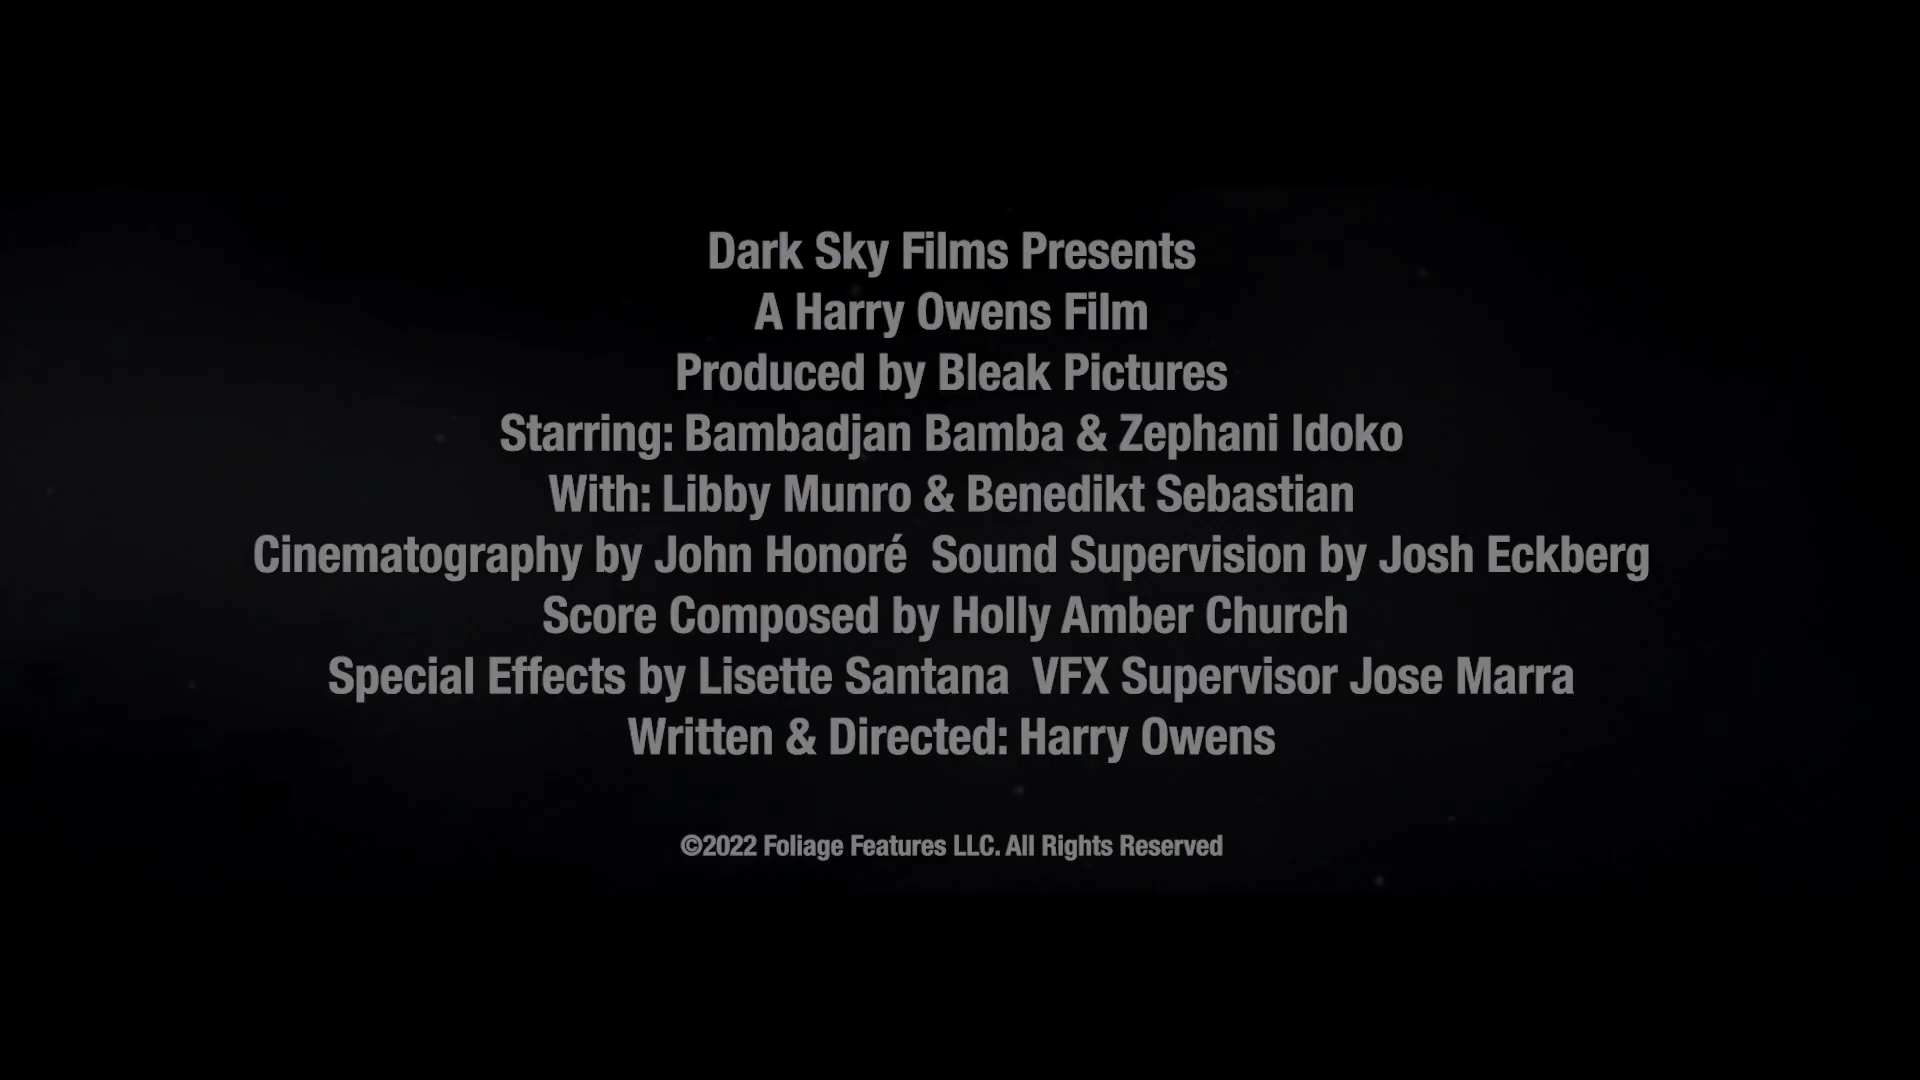 Dark Sky Films Presents
A Harry Owens Film
Produced by Bleak Pictures
Starring: Bambadjan Bamba & Zephani Idoko
With: Libby Munro & Benedikt Sebastian
Cinematography by John Honoré  Sound Supervision by Josh Eckberg
Score Composed by Holly Amber Church
Special Effects by Lisette Santana  VFX Supervisor Jose Marra
Written & Directed: Harry Owens
©2022 Foliage Features LLC. All Rights Reserved